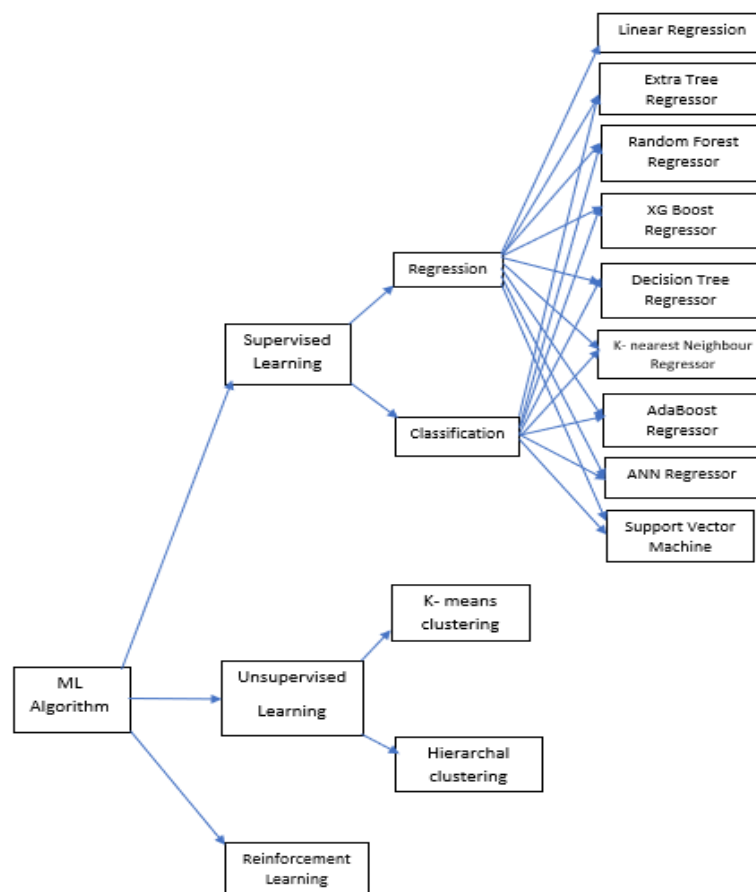 Linear Regression
Extra Tree
Regressor
Random Forest
Regressor
XG Boost
Regressor
Regression
Decision Tree
Regressor
Supervised
Learning
K- nearest Neighbour
Regressor
AdaBoost
Regressor
Classification
ANN Regressor
Support Vector
Machine
K- means
clustering
ML
Algorithm
Unsupervised
Learning
Hierarchal
clustering
Reinforcement
Learning